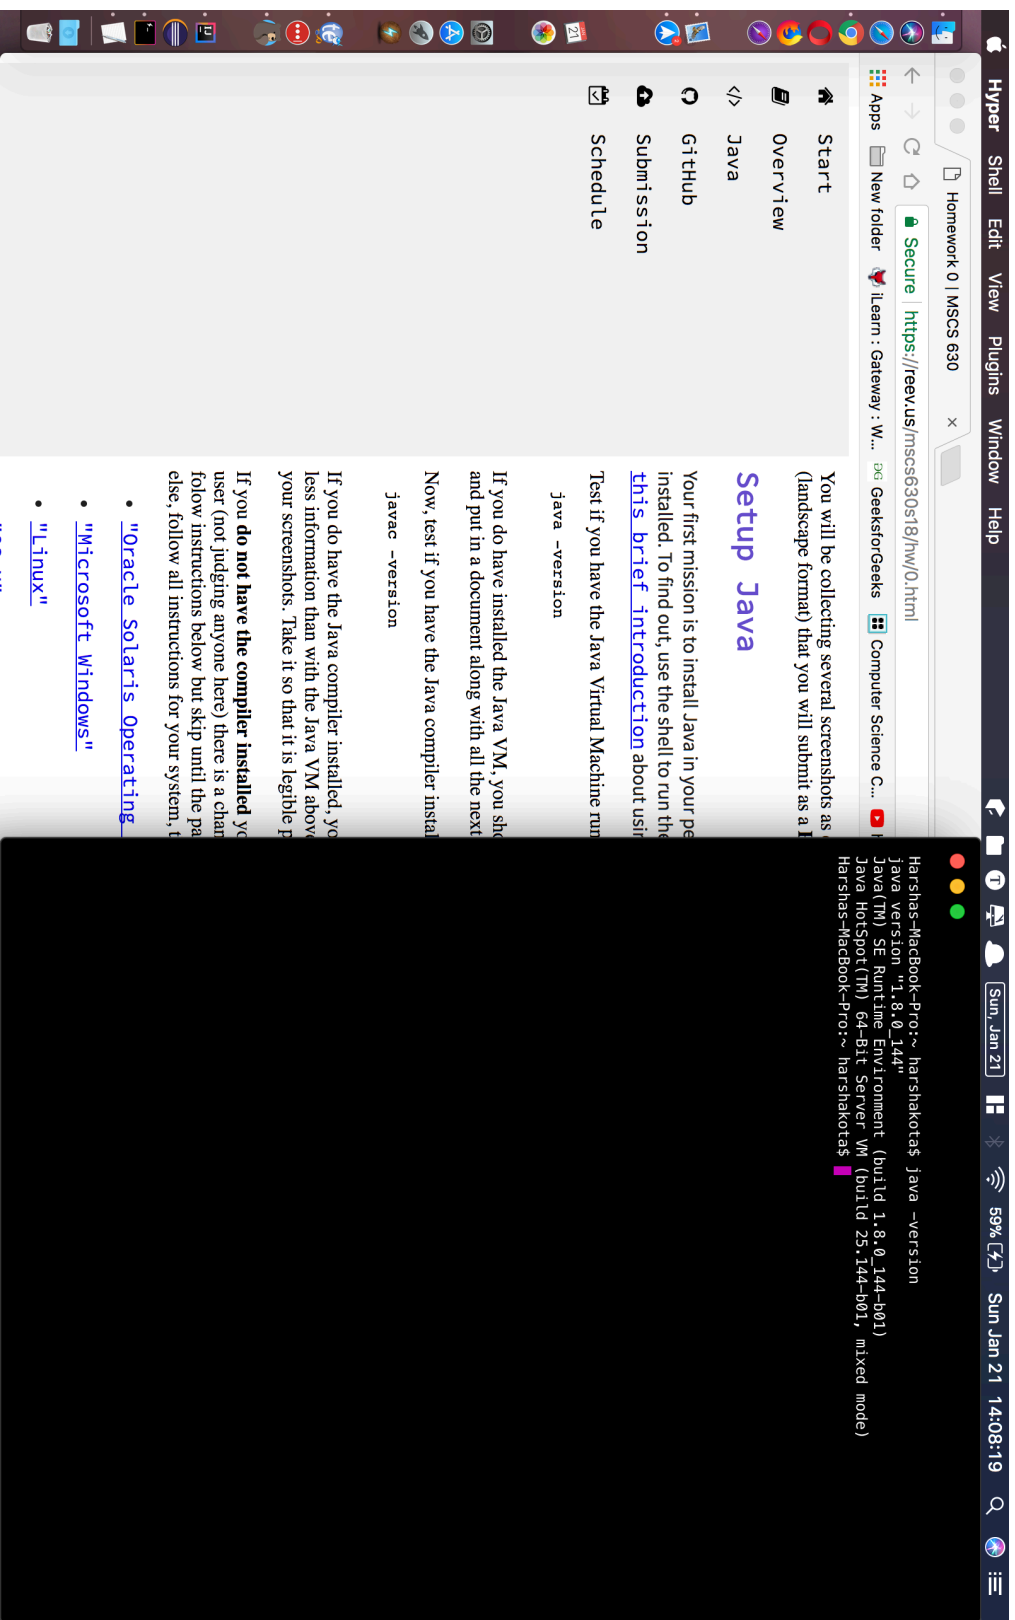 Hyper Shell Edit View Plugins Window Help
Sun, Jan 21 59% Sun Jan 21 14:08:19
Homework 0 | MSCS 630 ×
Secure https://reev.us/mscs630s18/hw/0.html
Apps New folder iLearn : Gateway : W... GeeksforGeeks Computer Science C...
Start
Overview
Java
GitHub
Submission
Schedule
You will be collecting several screenshots as
(landscape format) that you will submit as a
Setup Java
Your first mission is to install Java in your pe
installed. To find out, use the shell to run the
this brief introduction about usin
Test if you have the Java Virtual Machine run
java -version
If you do have installed the Java VM, you sho
and put in a document along with all the next
Now, test if you have the Java compiler instal
javac -version
If you do have the Java compiler installed, yo
less information than with the Java VM above
your screenshots. Take it so that it is legible p
If you do not have the compiler installed yo
user (not judging anyone here) there is a chan
follow instructions below but skip until the pa
else, follow all instructions for your system, t
• "Oracle Solaris Operating
• "Microsoft Windows"
• "Linux"
Harshas-MacBook-Pro:~ harshakota$ java -version
java version "1.8.0_144"
Java(TM) SE Runtime Environment (build 1.8.0_144-b01)
Java HotSpot(TM) 64-Bit Server VM (build 25.144-b01, mixed mode)
Harshas-MacBook-Pro:~ harshakota$
21